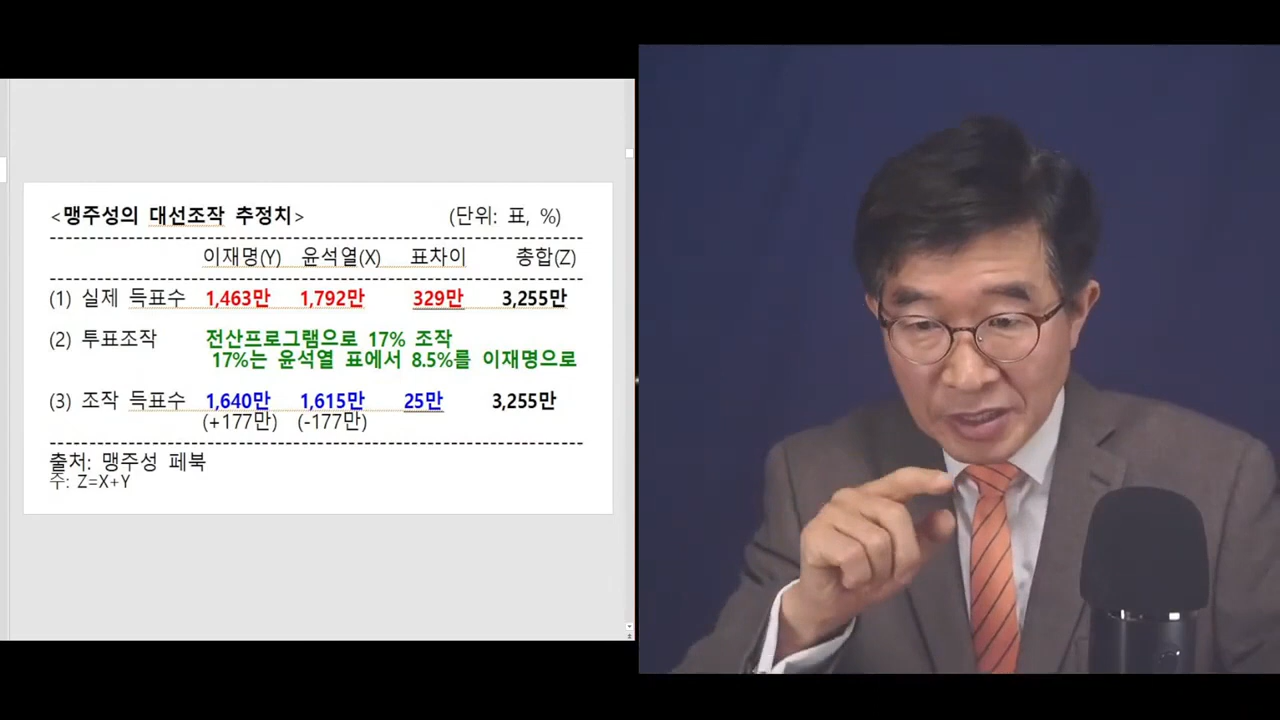 <맹주성의 대선조작 추정치> (단위: 표, %)
이재명(Y) 윤석열(X) 표차이 총합(Z)
(1) 실제 득표수 1,463만 1,792만 329만 3,255만
(2) 투표조작 전산프로그램으로 17% 조작
17%는 윤석열 표에서 8.5%를 이재명으로
(3) 조작 득표수 1,640만 1,615만 25만 3,255만
(+177만) (-177만)
출처: 맹주성 페북
주: Z=X+Y